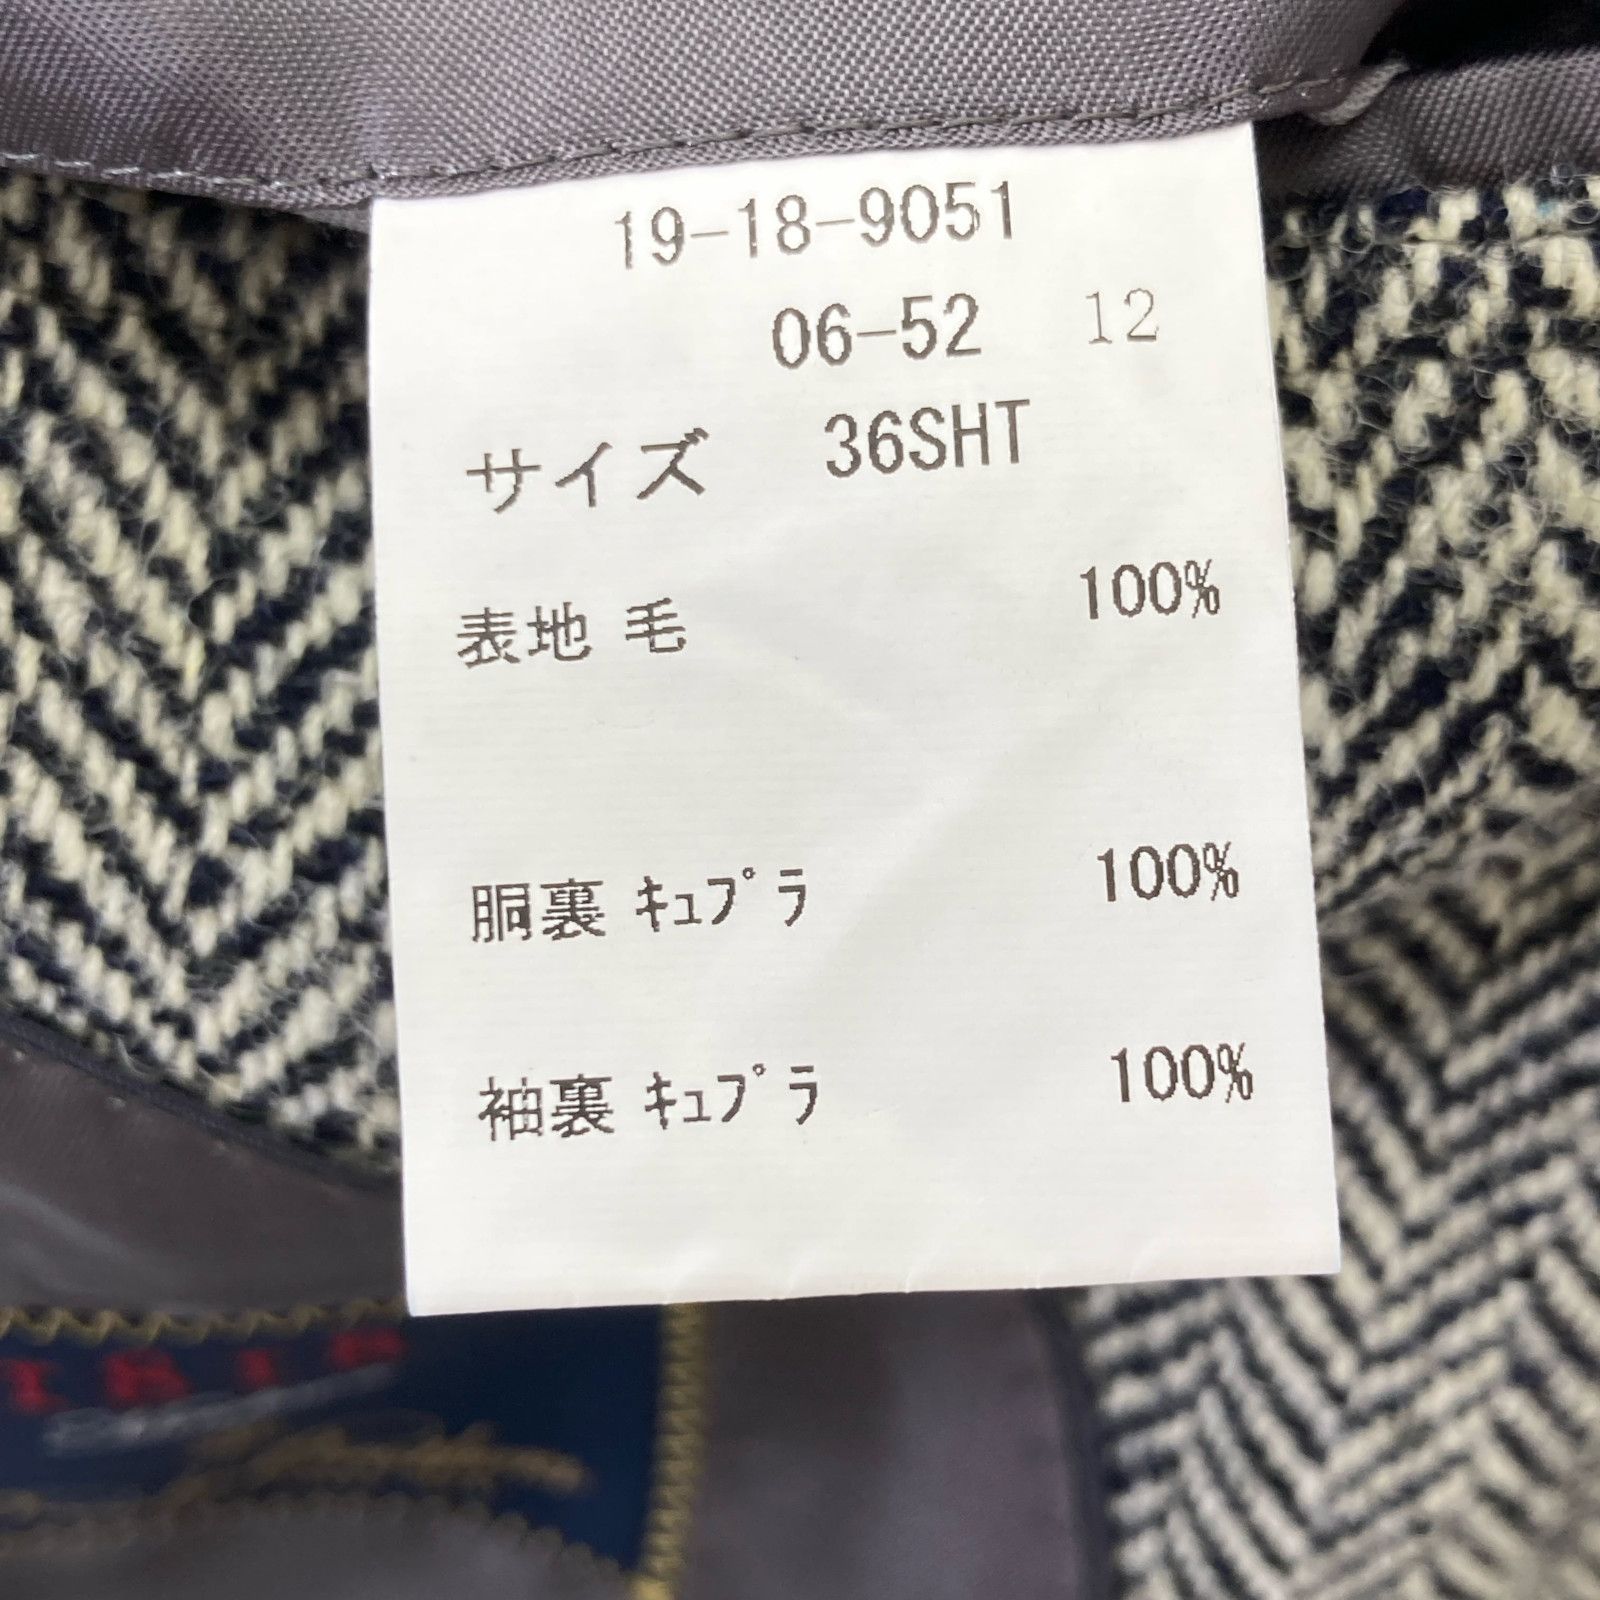 19-18-9051
06-52 12
サイズ 36SHT
表地 毛 100%
胴裏 ｷｭﾌﾟﾗ 100%
袖裏 ｷｭﾌﾟﾗ 100%